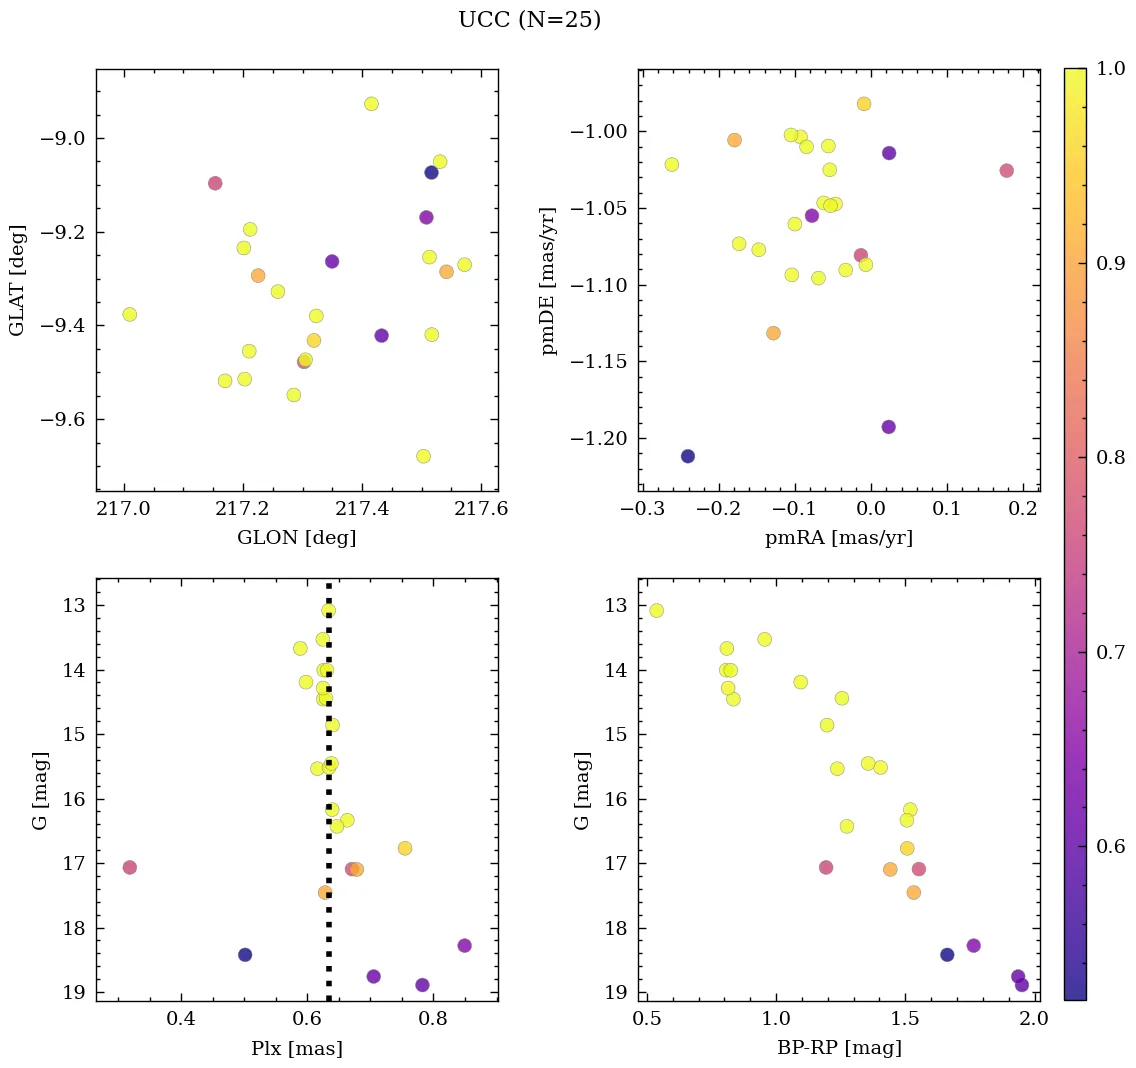 UCC (N=25)
−9.0
−9.2
−9.4
−9.6
GLAT [deg]
217.0 217.2 217.4 217.6
GLON [deg]
−1.00
−1.05
−1.10
−1.15
−1.20
pmDE [mas/yr]
−0.3 −0.2 −0.1 0.0 0.1 0.2
pmRA [mas/yr]
13
14
15
16
17
18
19
G [mag]
0.4 0.6 0.8
Plx [mas]
13
14
15
16
17
18
19
G [mag]
0.5 1.0 1.5 2.0
BP-RP [mag]
1.0
0.9
0.8
0.7
0.6